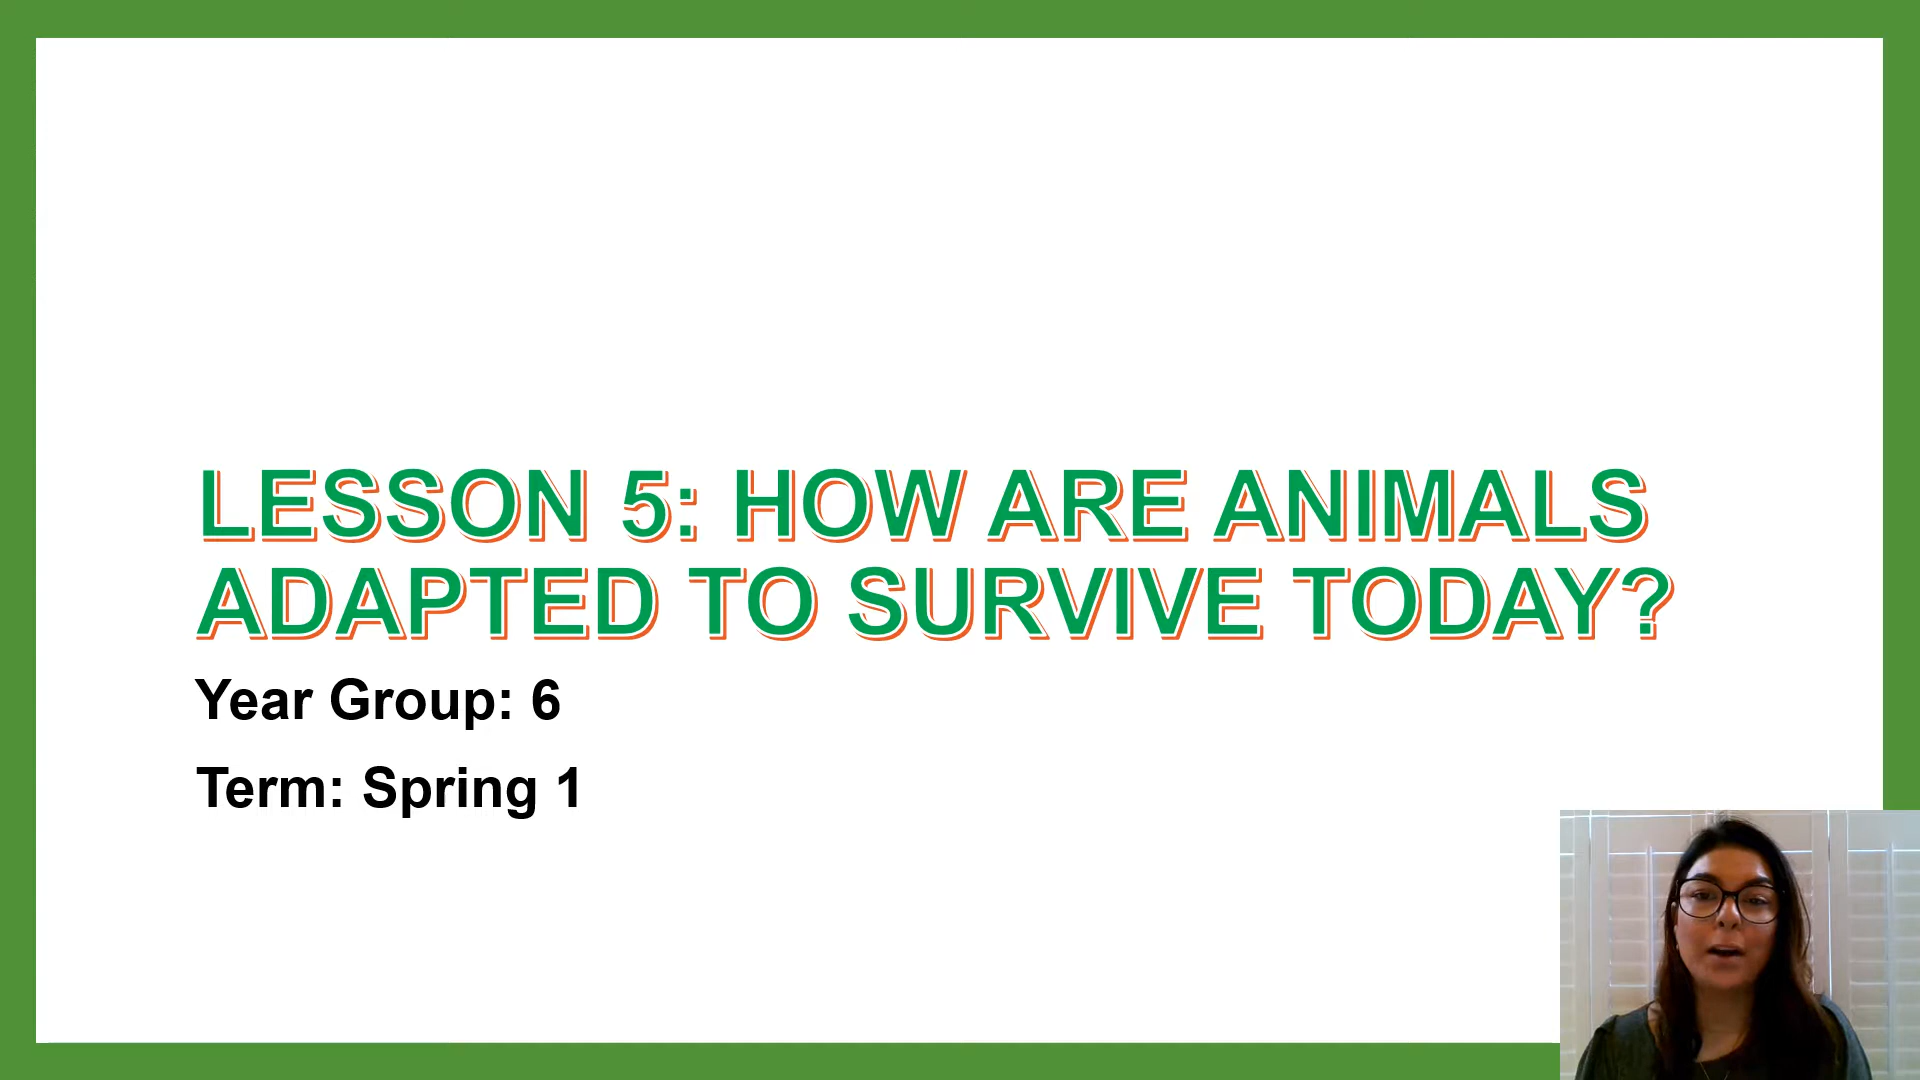 LESSON 5: HOW ARE ANIMALS
ADAPTED TO SURVIVE TODAY?
Year Group: 6
Term: Spring 1